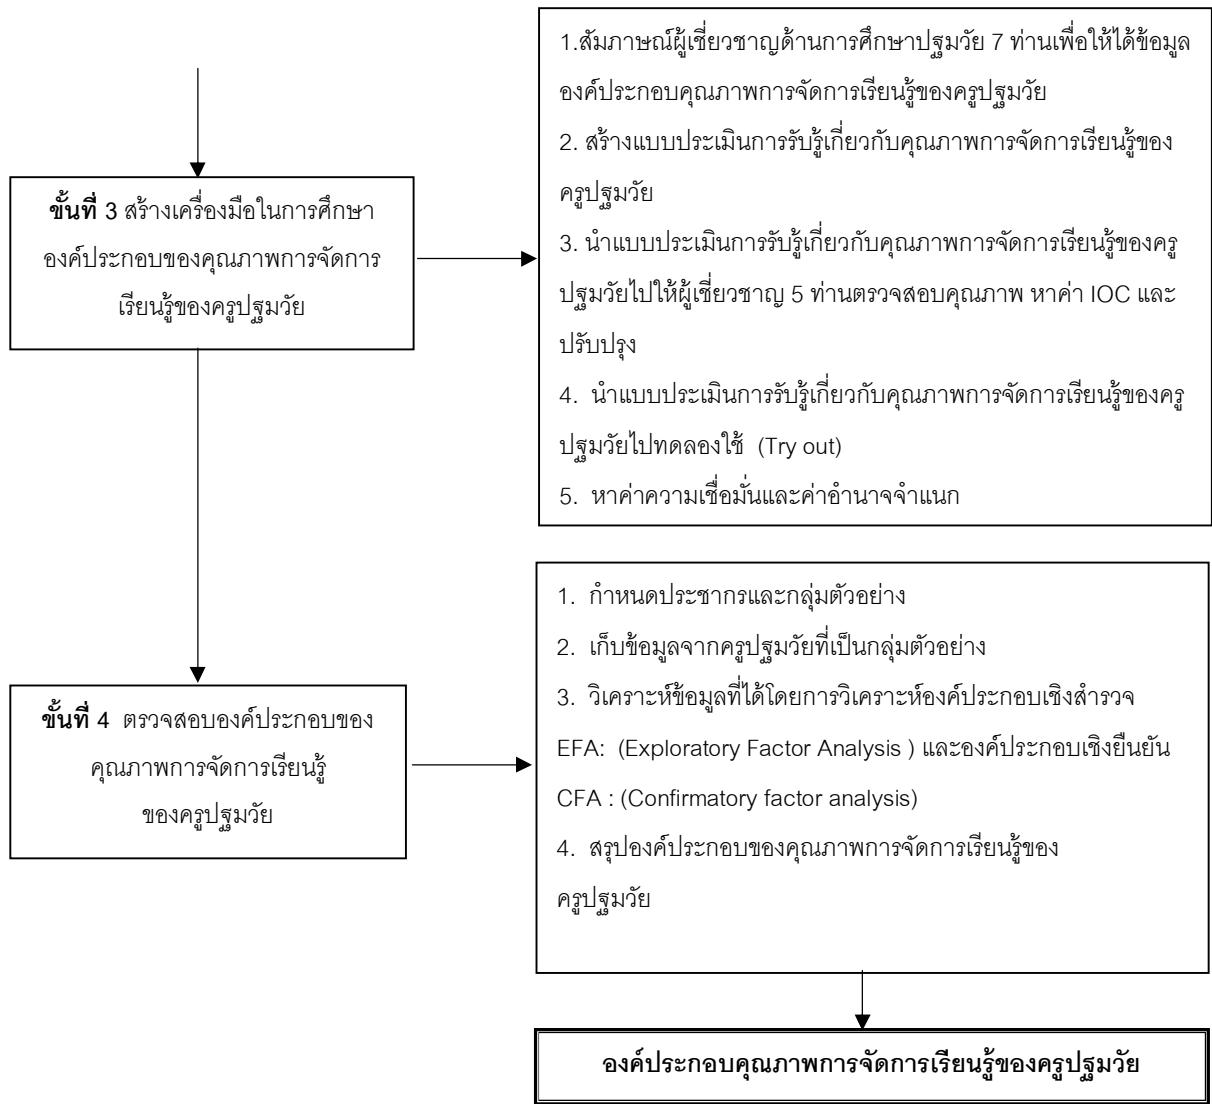 1.สัมภาษณ์ผู้เชี่ยวชาญด้านการศึกษาปฐมวัย 7 ท่านเพื่อให้ได้ข้อมูล
องค์ประกอบคุณภาพการจัดการเรียนรู้ของครูปฐมวัย
2. สร้างแบบประเมินการรับรู้เกี่ยวกับคุณภาพการจัดการเรียนรู้ของ
ครูปฐมวัย
3. นำแบบประเมินการรับรู้เกี่ยวกับคุณภาพการจัดการเรียนรู้ของครู
ปฐมวัยไปให้ผู้เชี่ยวชาญ 5 ท่านตรวจสอบคุณภาพ หาค่า IOC และ
ปรับปรุง
4. นำแบบประเมินการรับรู้เกี่ยวกับคุณภาพการจัดการเรียนรู้ของครู
ปฐมวัยไปทดลองใช้ (Try out)
5. หาค่าความเชื่อมั่นและค่าอำนาจจำแนก
ขั้นที่ 3 สร้างเครื่องมือในการศึกษา
องค์ประกอบของคุณภาพการจัดการ
เรียนรู้ของครูปฐมวัย
1. กำหนดประชากรและกลุ่มตัวอย่าง
2. เก็บข้อมูลจากครูปฐมวัยที่เป็นกลุ่มตัวอย่าง
3. วิเคราะห์ข้อมูลที่ได้โดยการวิเคราะห์องค์ประกอบเชิงสำรวจ
EFA: (Exploratory Factor Analysis ) และองค์ประกอบเชิงยืนยัน
CFA : (Confirmatory factor analysis)
4. สรุปองค์ประกอบของคุณภาพการจัดการเรียนรู้ของ
ครูปฐมวัย
ขั้นที่ 4 ตรวจสอบองค์ประกอบของ
คุณภาพการจัดการเรียนรู้
ของครูปฐมวัย
องค์ประกอบคุณภาพการจัดการเรียนรู้ของครูปฐมวัย